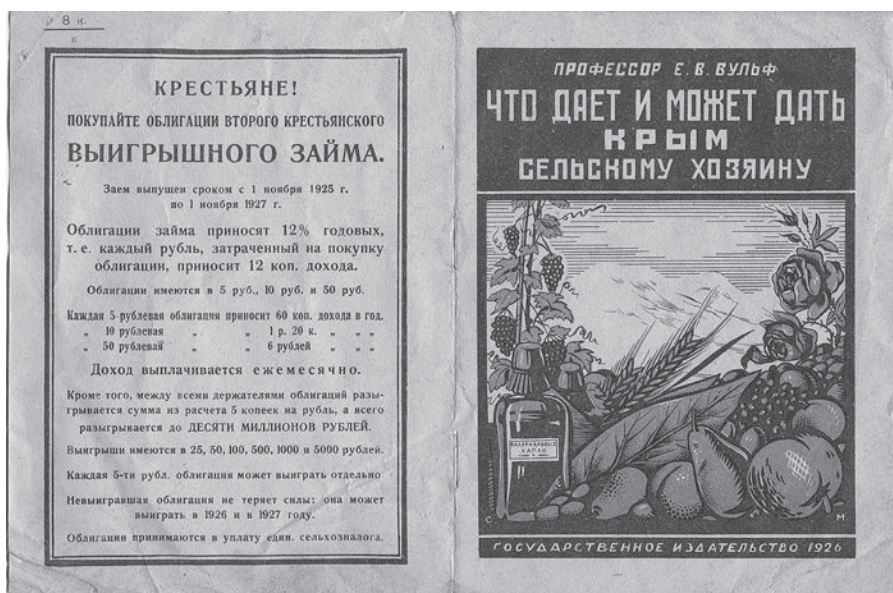 8 к.
к
КРЕСТЬЯНЕ!
ПОКУПАЙТЕ ОБЛИГАЦИИ ВТОРОГО КРЕСТЬЯНСКОГО
ВЫИГРЫШНОГО ЗАЙМА.
Заем выпущен сроком с 1 ноября 1925 г.
по 1 ноября 1927 г.
Облигации займа приносят 12% годовых,
т. е. каждый рубль, затраченный на покупку
облигации, приносит 12 коп. дохода.
Облигации имеются в 5 руб., 10 руб. и 50 руб.
Каждая 5-рублевая облигация приносит 60 коп. дохода в год.
„ 10 рублевая „ „ 1 р. 20 к. „ „ „
„ 50 рублевая „ „ 6 рублей „ „ „
Доход выплачивается ежемесячно.
Кроме того, между всеми держателями облигаций разы-
грывается сумма из расчета 5 копеек на рубль, а всего
разыгрывается до ДЕСЯТИ МИЛЛИОНОВ РУБЛЕЙ.
Выигрыши имеются в 25, 50, 100, 500, 1000 и 5000 рублей.
Каждая 5-ти рубл. облигация может выиграть отдельно
Невыигравшая облигация не теряет силы: она может
выиграть в 1926 и в 1927 году.
Облигации принимаются в уплату един. сельхозналога.
ПРОФЕССОР Е. В. ВУЛЬФ
ЧТО ДАЕТ И МОЖЕТ ДАТЬ
КРЫМ
СЕЛЬСКОМУ ХОЗЯИНУ
ВАЛЕРИАНОВЫЕ
КАПЛИ
С М
ГОСУДАРСТВЕННОЕ ИЗДАТЕЛЬСТВО 1926